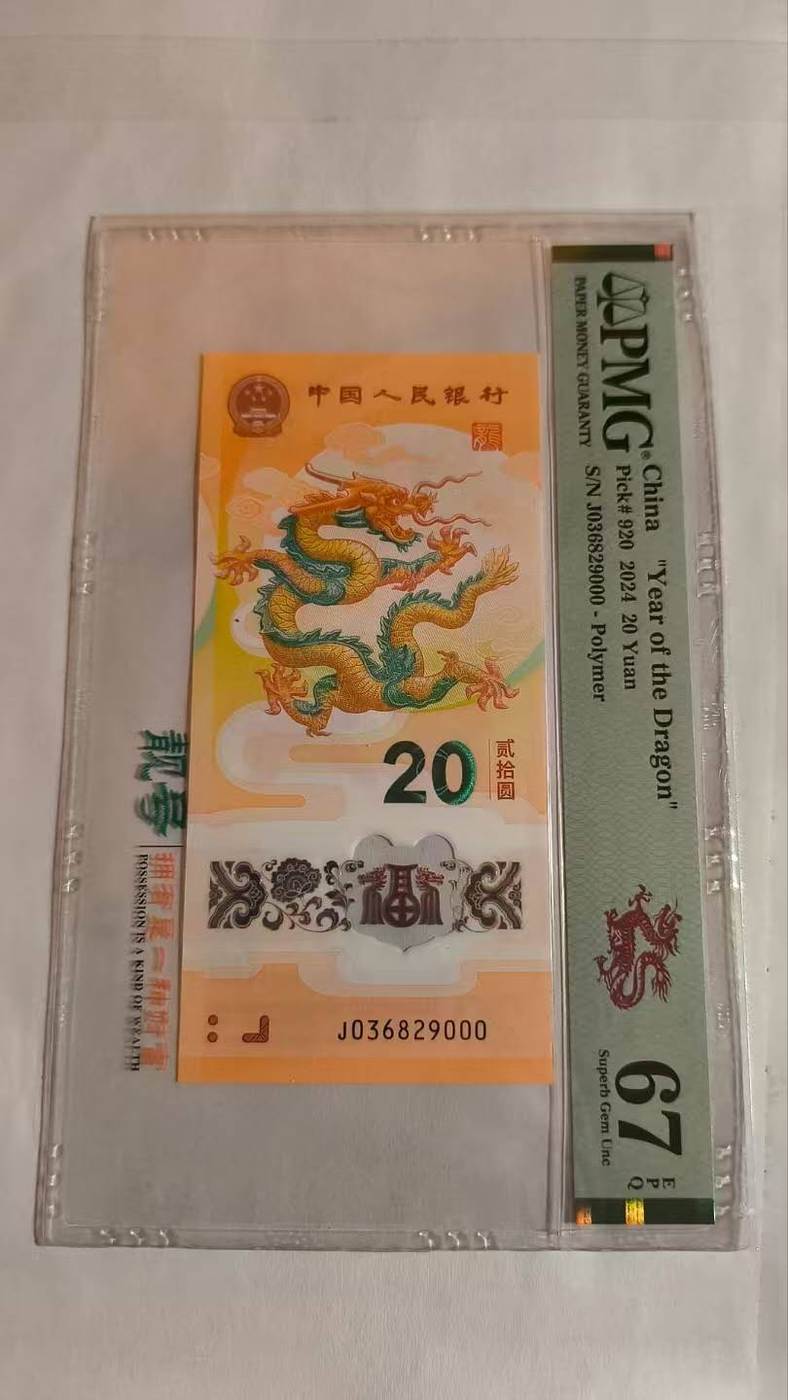 中国人民银行
龍
20
贰拾圆
J036829000
靓号
拥有是一种财富
POSSESSION IS A KIND OF WEALTH
PMG®
PAPER MONEY GUARANTY
China "Year of the Dragon"
Pick# 920 2024 20 Yuan
S/N J036829000 - Polymer
67 EPQ
Superb Gem Unc